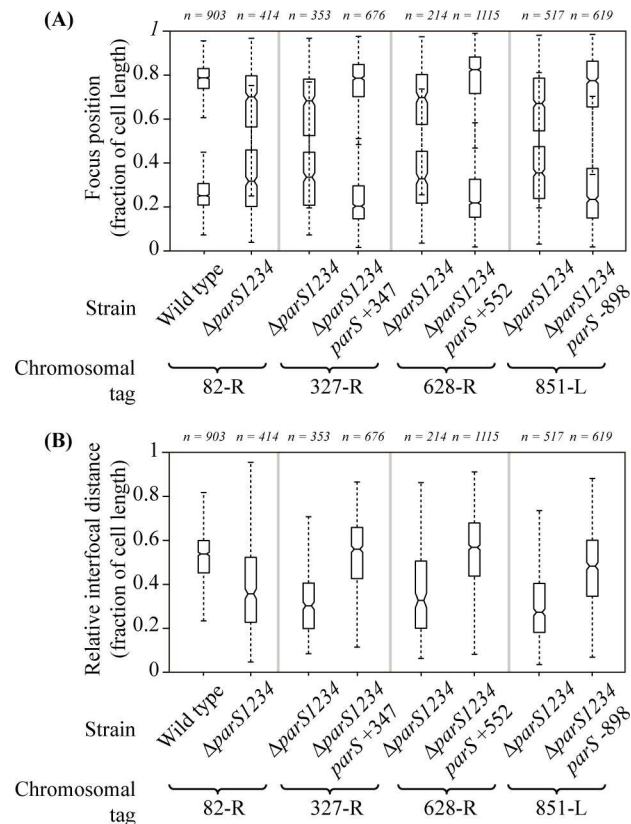 (A)
n = 903 n = 414 n = 353 n = 676 n = 214 n = 1115 n = 517 n = 619
Focus position
(fraction of cell length)
1
0.8
0.6
0.4
0.2
0
Strain
Wild type
ΔparS1234
ΔparS1234
ΔparS1234
parS +347
ΔparS1234
ΔparS1234
parS +552
ΔparS1234
ΔparS1234
parS -898
Chromosomal
tag
82-R 327-R 628-R 851-L
(B)
n = 903 n = 414 n = 353 n = 676 n = 214 n = 1115 n = 517 n = 619
Relative interfocal distance
(fraction of cell length)
1
0.8
0.6
0.4
0.2
0
Strain
Wild type
ΔparS1234
ΔparS1234
ΔparS1234
parS +347
ΔparS1234
ΔparS1234
parS +552
ΔparS1234
ΔparS1234
parS -898
Chromosomal
tag
82-R 327-R 628-R 851-L